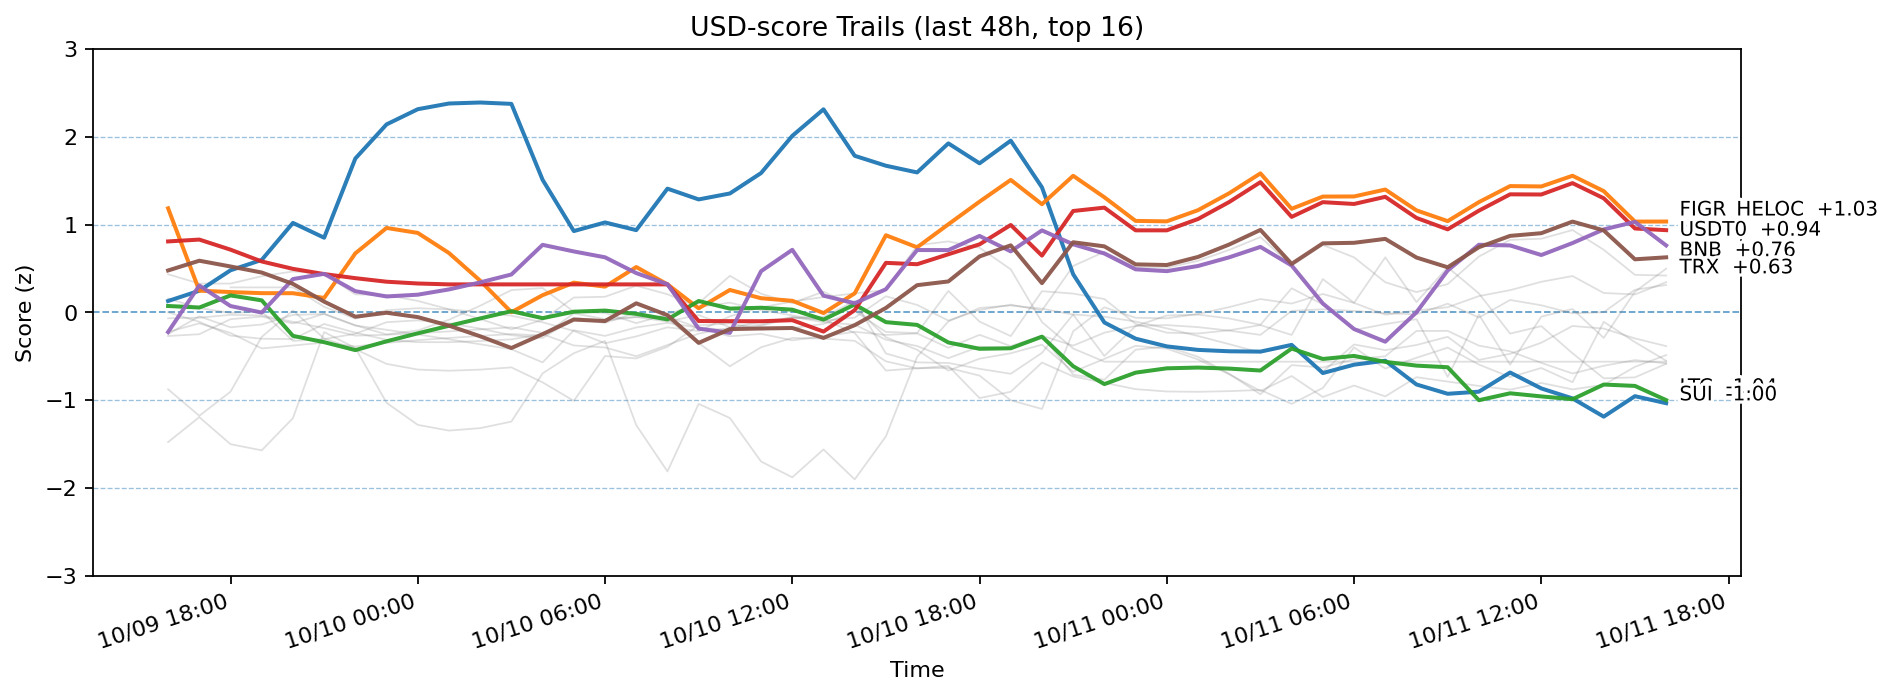 USD-score Trails (last 48h, top 16)
3
2
1
0
−1
−2
−3
Score (z)
FIGR HELOC +1.03
USDT0 +0.94
BNB +0.76
TRX +0.63
SUI -1.00
10/09 18:00
10/10 00:00
10/10 06:00
10/10 12:00
10/10 18:00
10/11 00:00
10/11 06:00
10/11 12:00
10/11 18:00
Time